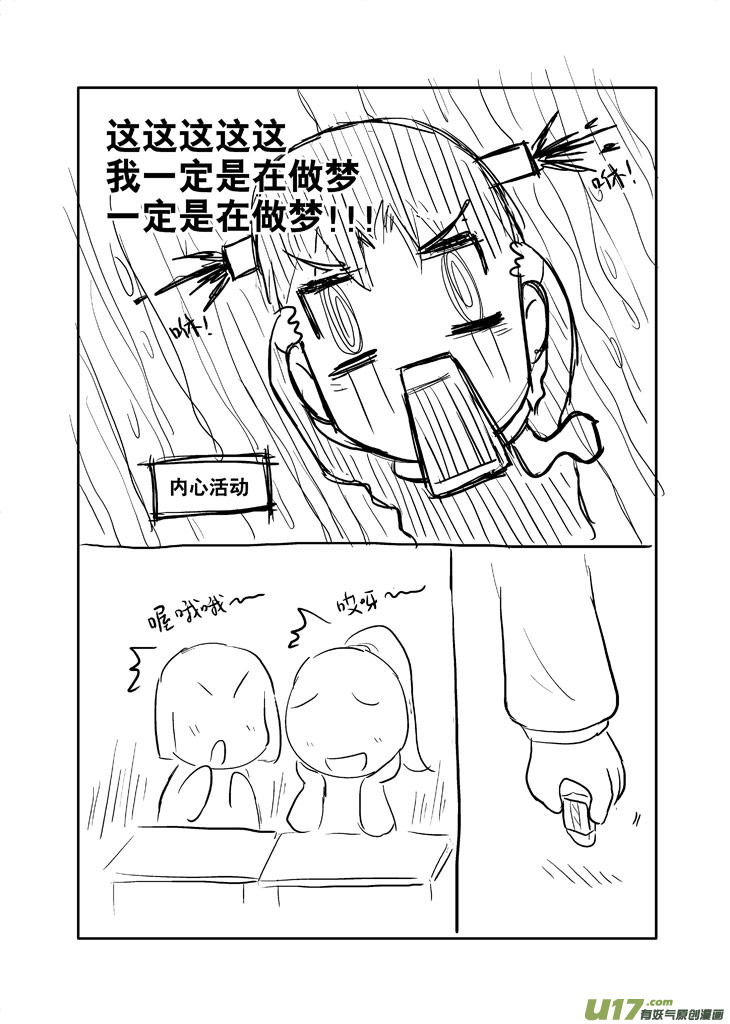 这这这这这
我一定是在做梦
一定是在做梦!!!
咻!
咻!
内心活动
喔哦哦~
哎呀~
U17.com
有妖气原创漫画